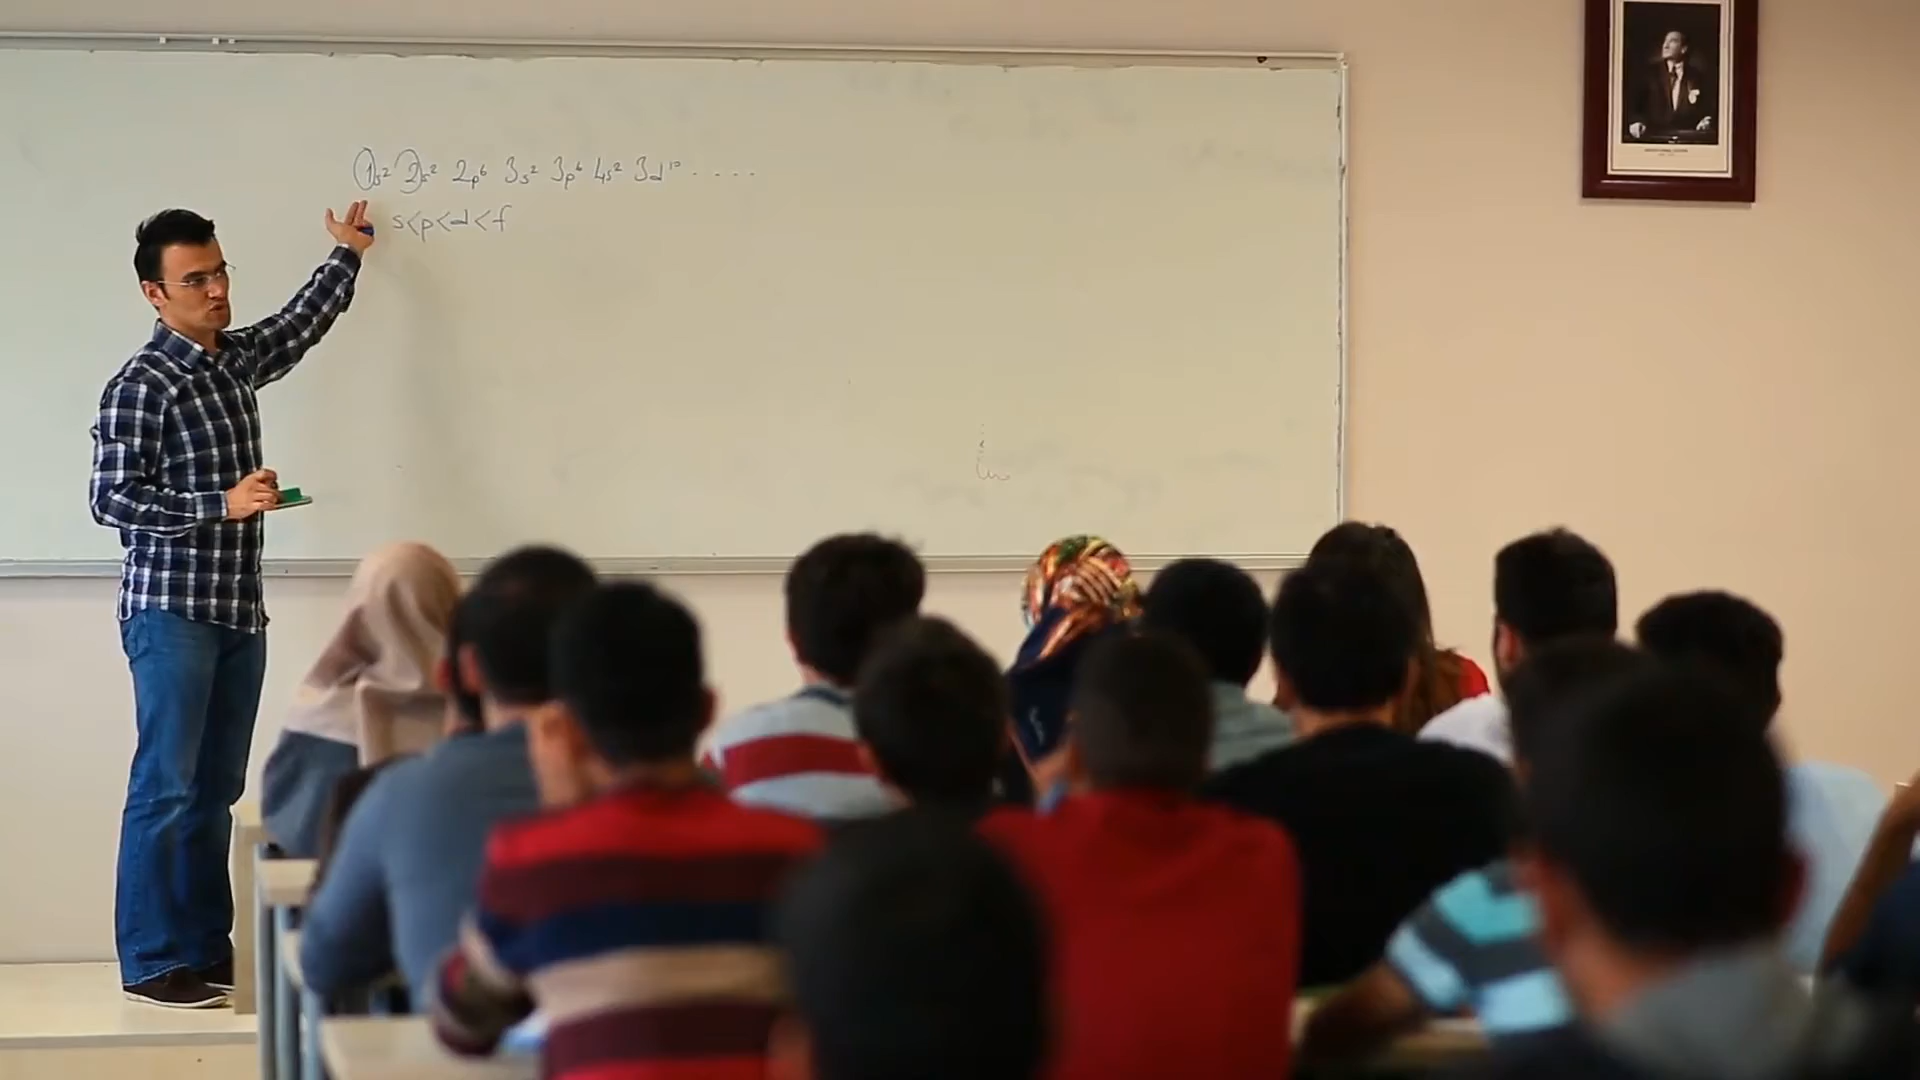 1s² 2s² 2p⁶ 3s² 3p⁶ 4s² 3d¹⁰ .....
s<p<d<f